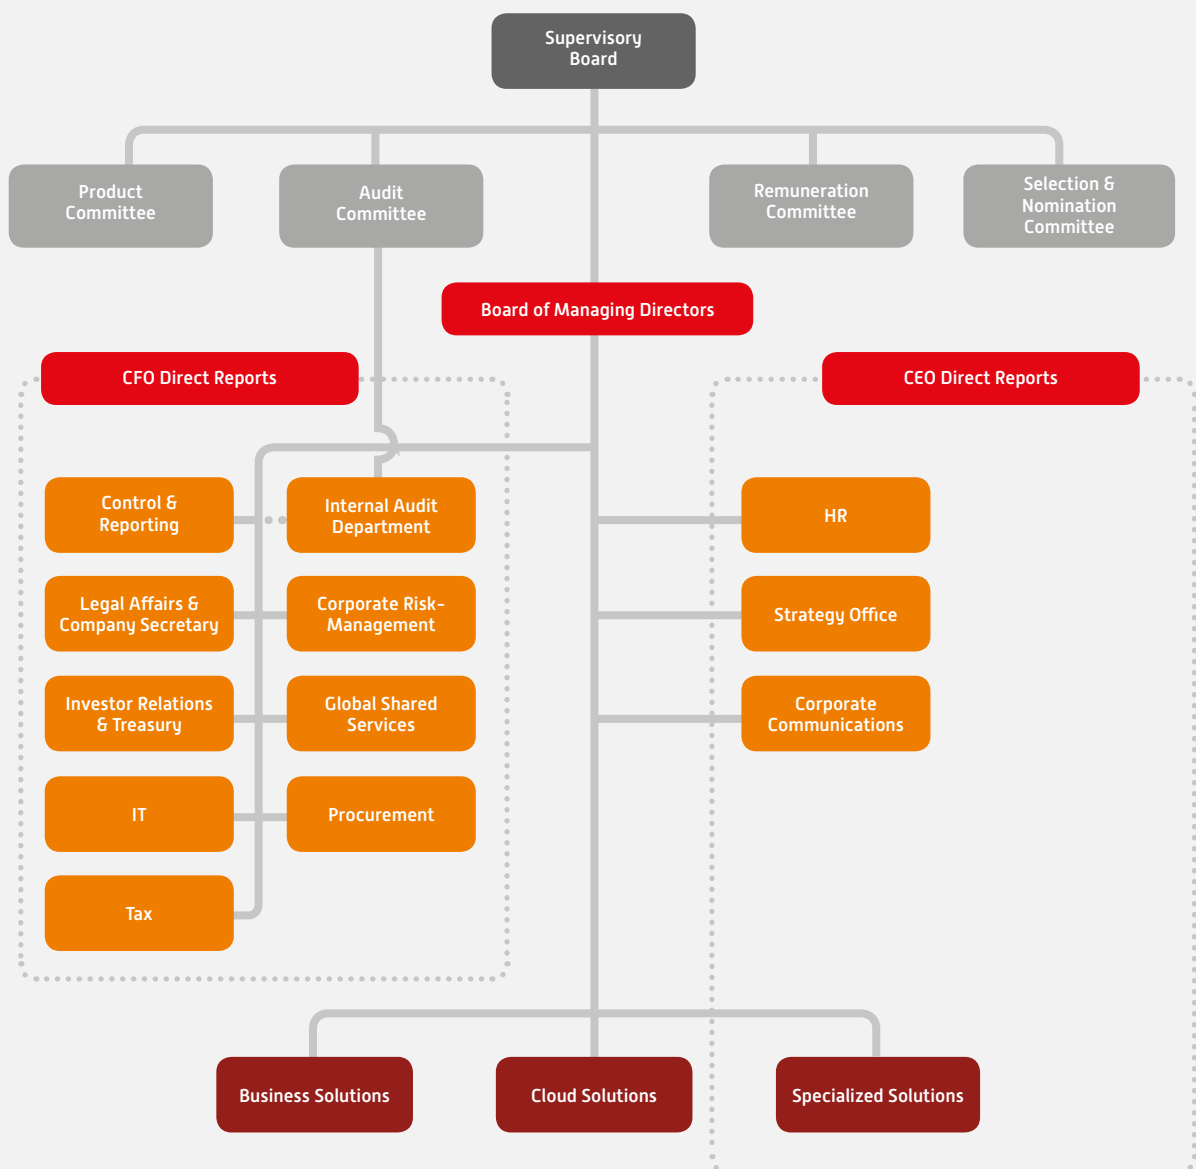 Supervisory
Board
Product
Committee
Audit
Committee
Remuneration
Committee
Selection &
Nomination
Committee
Board of Managing Directors
CFO Direct Reports
CEO Direct Reports
Control &
Reporting
Internal Audit
Department
HR
Legal Affairs &
Company Secretary
Corporate Risk-
Management
Strategy Office
Investor Relations
& Treasury
Global Shared
Services
Corporate
Communications
IT
Procurement
Tax
Business Solutions
Cloud Solutions
Specialized Solutions